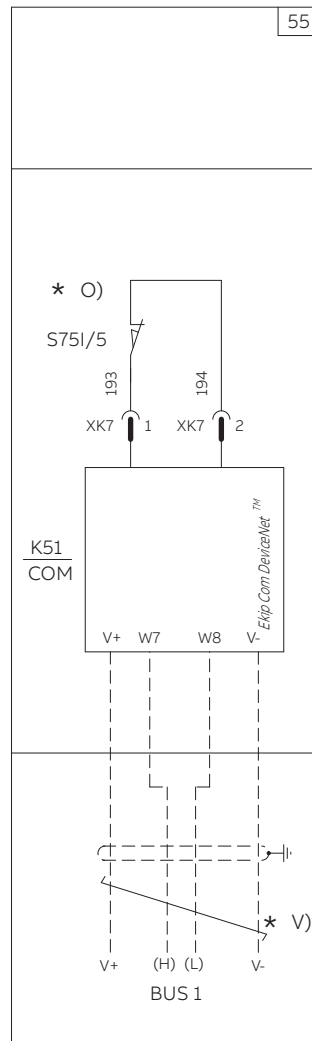 55
* O)
S75I/5
193
194
XK7 1 XK7 2
K51
COM
Ekip Com DeviceNet ™
V+ W7 W8 V-
* V)
V+ (H) (L) V-
BUS 1